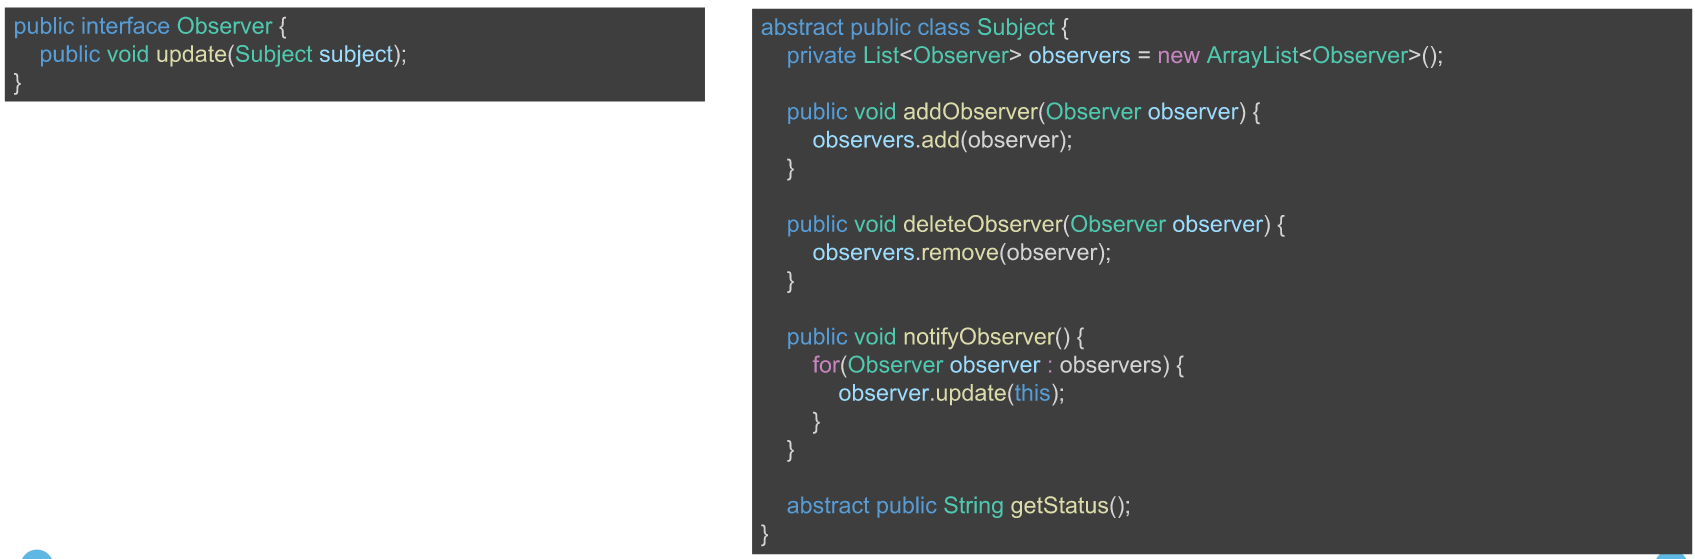 public interface Observer {
public void update(Subject subject);
}
abstract public class Subject {
private List<Observer> observers = new ArrayList<Observer>();
public void addObserver(Observer observer) {
observers.add(observer);
}
public void deleteObserver(Observer observer) {
observers.remove(observer);
}
public void notifyObserver() {
for(Observer observer : observers) {
observer.update(this);
}
}
abstract public String getStatus();
}